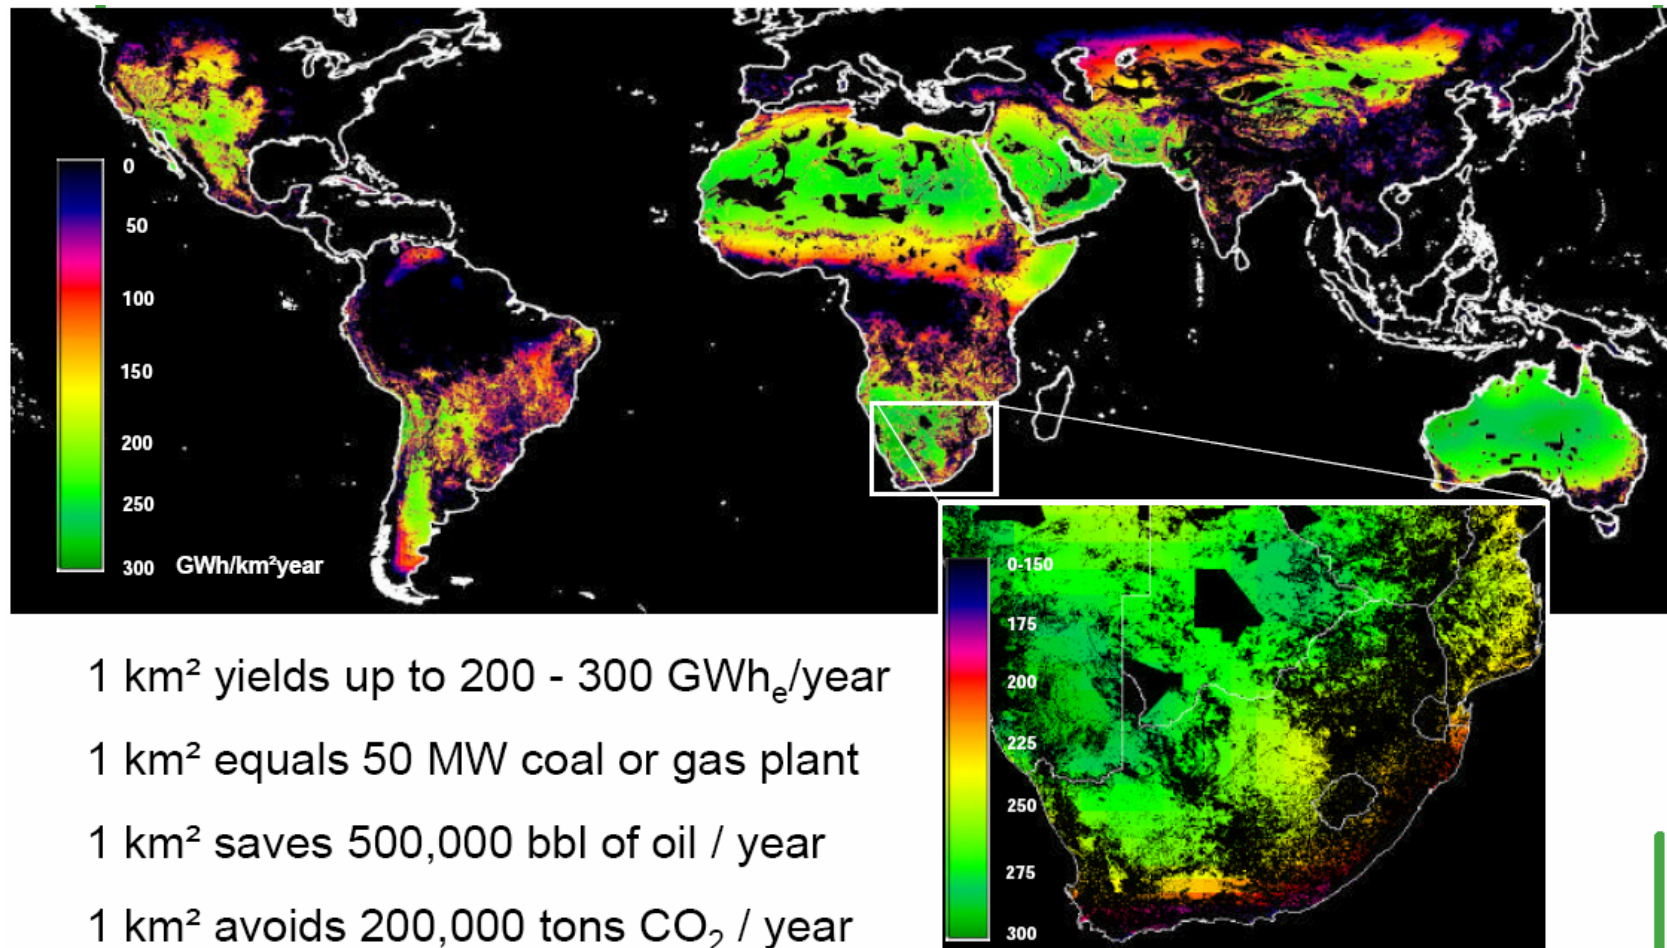 0
50
100
150
200
250
300 GWh/km²year
0-150
175
200
225
250
275
300
1 km² yields up to 200 - 300 GWhₑ/year
1 km² equals 50 MW coal or gas plant
1 km² saves 500,000 bbl of oil / year
1 km² avoids 200,000 tons CO₂ / year